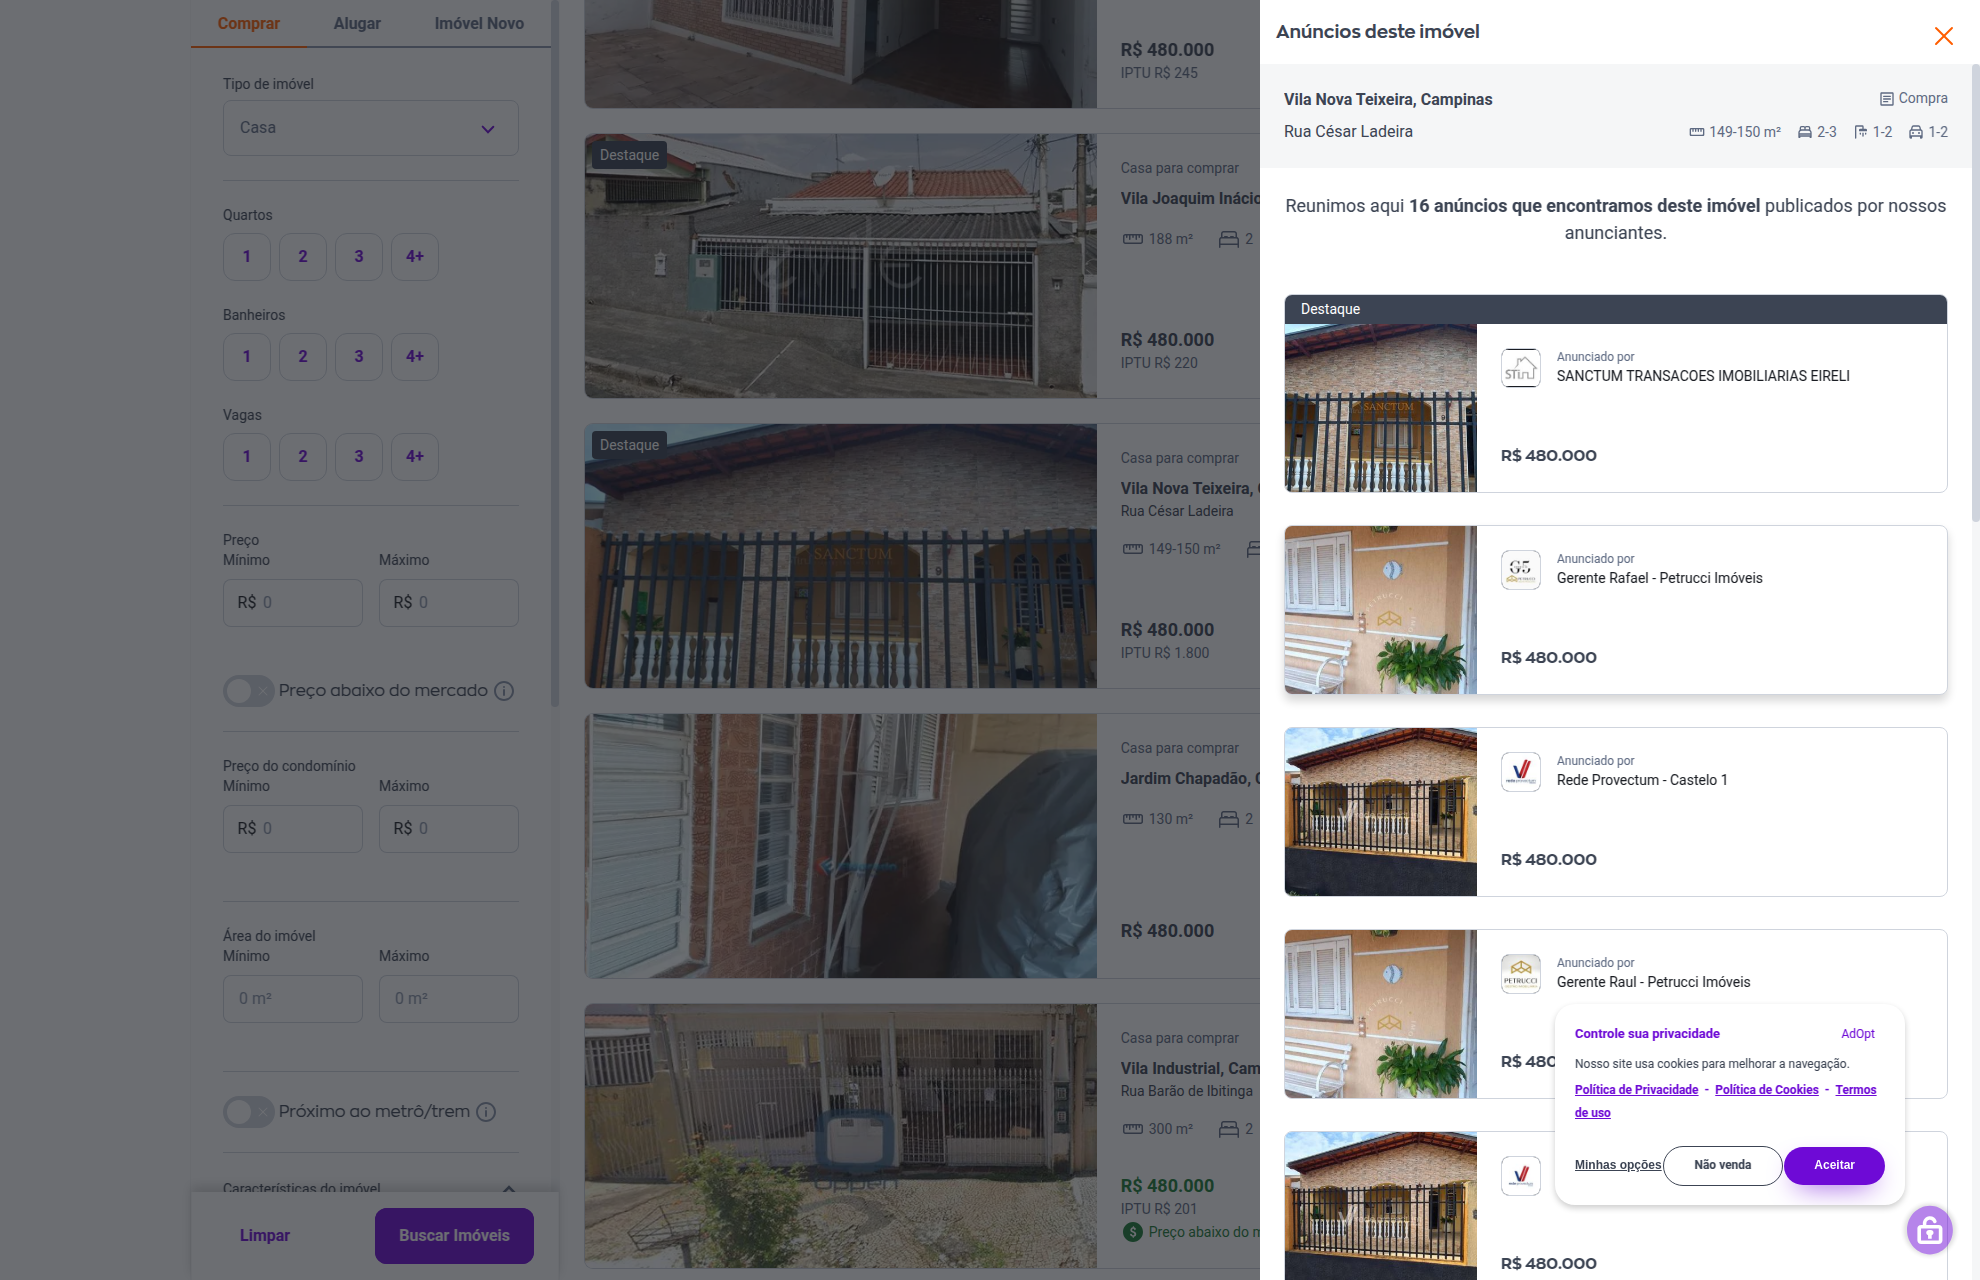 Comprar
Alugar
Imóvel Novo
Tipo de imóvel
Casa
Quartos
1
2
3
4+
Banheiros
1
2
3
4+
Vagas
1
2
3
4+
Preço
Mínimo
Máximo
R$ 0
R$ 0
Preço abaixo do mercado
Preço do condomínio
Mínimo
Máximo
R$ 0
R$ 0
Área do imóvel
Mínimo
Máximo
0 m²
0 m²
Próximo ao metrô/trem
Características do imóvel
Limpar
Buscar Imóveis
R$ 480.000
IPTU R$ 245
Destaque
Casa para comprar
Vila Joaquim Inácio
188 m²
2
R$ 480.000
IPTU R$ 220
Destaque
SANCTUM
Casa para comprar
Vila Nova Teixeira,
Rua César Ladeira
149-150 m²
R$ 480.000
IPTU R$ 1.800
Casa para comprar
Jardim Chapadão,
130 m²
2
R$ 480.000
Casa para comprar
Vila Industrial, Cam
Rua Barão de Ibitinga
300 m²
2
R$ 480.000
IPTU R$ 201
Preço abaixo do m
Anúncios deste imóvel
Vila Nova Teixeira, Campinas
Compra
Rua César Ladeira
149-150 m²
2-3
1-2
1-2
Reunimos aqui 16 anúncios que encontramos deste imóvel publicados por nossos
anunciantes.
Destaque
SANCTUM
Anunciado por
SANCTUM TRANSACOES IMOBILIARIAS EIRELI
R$ 480.000
G5
Anunciado por
Gerente Rafael - Petrucci Imóveis
R$ 480.000
Anunciado por
Rede Provectum - Castelo 1
R$ 480.000
PETRUCCI
Anunciado por
Gerente Raul - Petrucci Imóveis
R$ 480
R$ 480.000
Controle sua privacidade
AdOpt
Nosso site usa cookies para melhorar a navegação.
Política de Privacidade - Política de Cookies - Termos
de uso
Minhas opções
Não venda
Aceitar